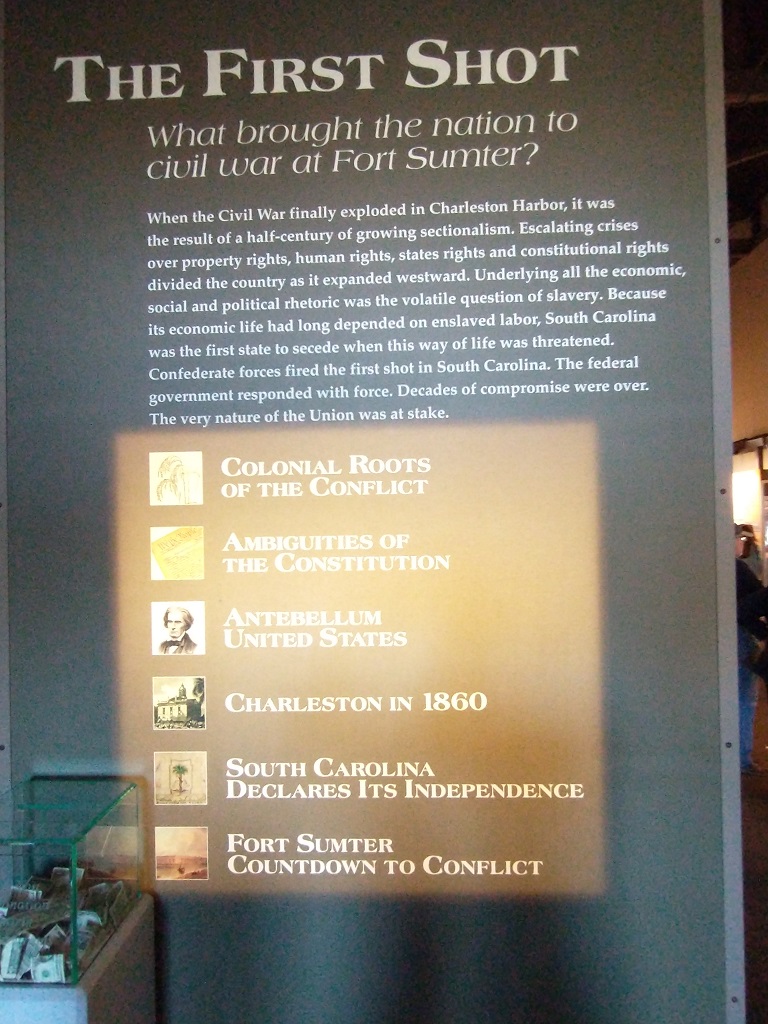 THE FIRST SHOT
What brought the nation to
civil war at Fort Sumter?
When the Civil War finally exploded in Charleston Harbor, it was
the result of a half-century of growing sectionalism. Escalating crises
over property rights, human rights, states rights and constitutional rights
divided the country as it expanded westward. Underlying all the economic,
social and political rhetoric was the volatile question of slavery. Because
its economic life had long depended on enslaved labor, South Carolina
was the first state to secede when this way of life was threatened.
Confederate forces fired the first shot in South Carolina. The federal
government responded with force. Decades of compromise were over.
The very nature of the Union was at stake.
COLONIAL ROOTS
OF THE CONFLICT
AMBIGUITIES OF
THE CONSTITUTION
ANTEBELLUM
UNITED STATES
CHARLESTON IN 1860
SOUTH CAROLINA
DECLARES ITS INDEPENDENCE
FORT SUMTER
COUNTDOWN TO CONFLICT